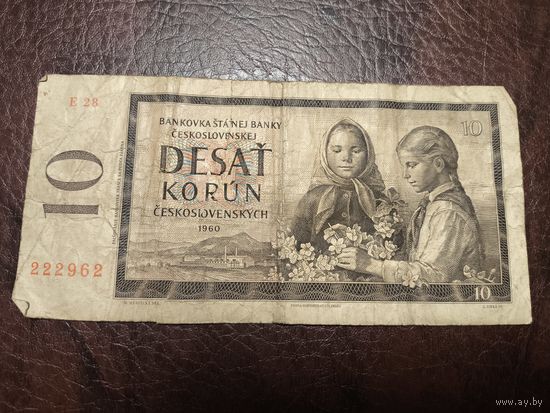 E 28
10
222962
BANKOVKA ŠTÁTNEJ BANKY
ČESKOSLOVENSKEJ
DESAŤ
KORÚN
ČESKOSLOVENSKÝCH
1960
10
10
www.ay.by